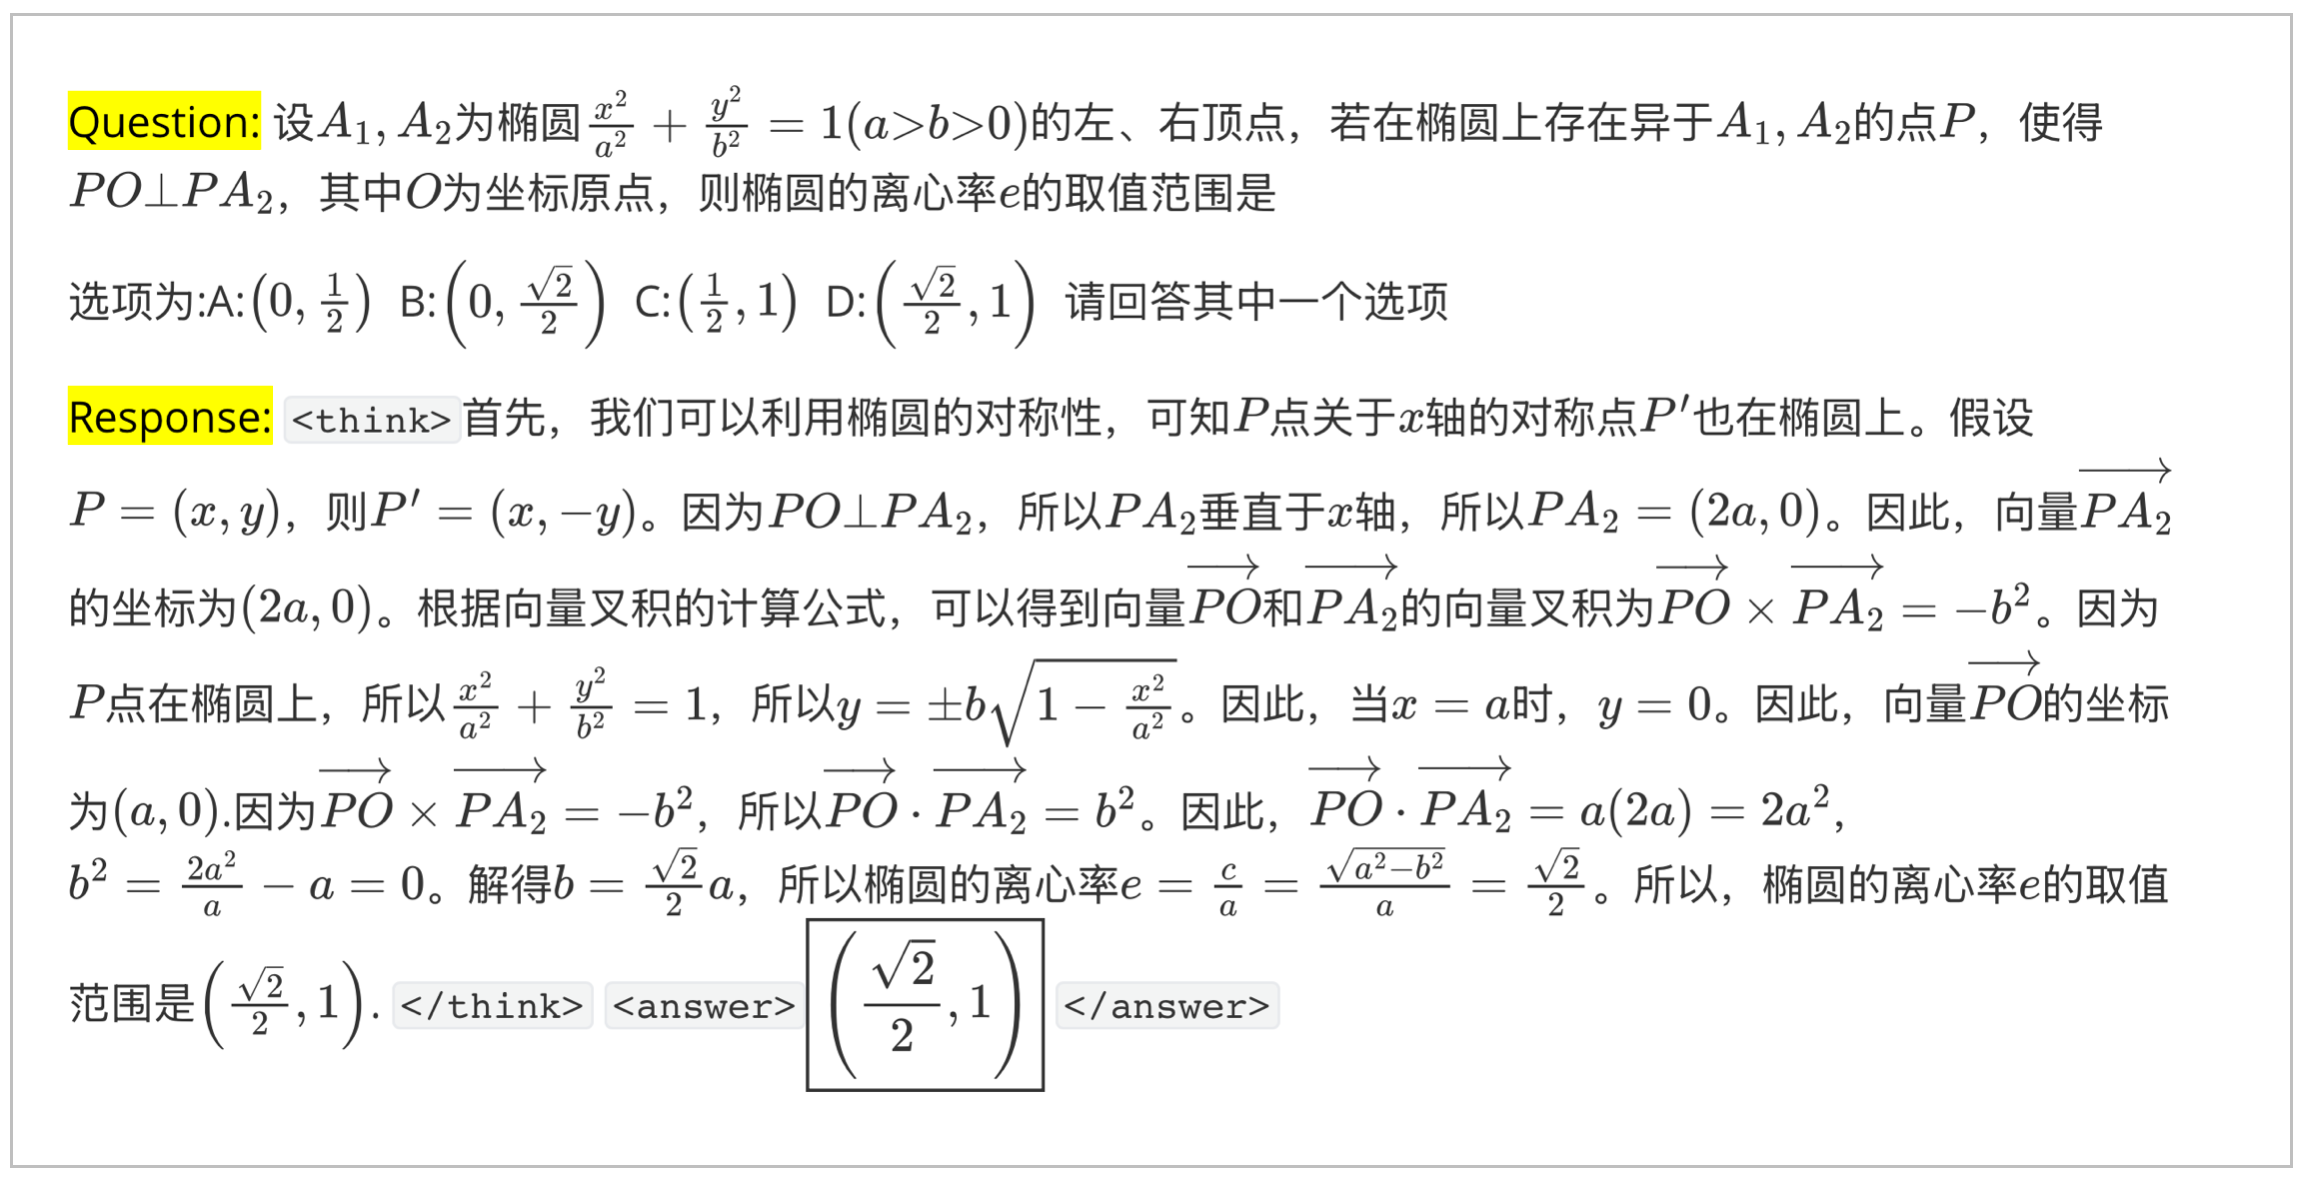 Question: 设$A_1, A_2$为椭圆$\frac{x^2}{a^2} + \frac{y^2}{b^2} = 1(a>b>0)$的左、右顶点，若在椭圆上存在异于$A_1, A_2$的点$P$，使得
$PO \perp PA_2$，其中$O$为坐标原点，则椭圆的离心率$e$的取值范围是
选项为:A:$(0, \frac{1}{2})$ B:$\left(0, \frac{\sqrt{2}}{2}\right)$ C:$(\frac{1}{2}, 1)$ D:$\left(\frac{\sqrt{2}}{2}, 1\right)$ 请回答其中一个选项
Response: <think>首先，我们可以利用椭圆的对称性，可知$P$点关于$x$轴的对称点$P'$也在椭圆上。假设
$P = (x, y)$，则$P' = (x, -y)$。因为$PO \perp PA_2$，所以$PA_2$垂直于$x$轴，所以$PA_2 = (2a, 0)$。因此，向量$\overrightarrow{PA_2}$
的坐标为$(2a, 0)$。根据向量叉积的计算公式，可以得到向量$\overrightarrow{PO}$和$\overrightarrow{PA_2}$的向量叉积为$\overrightarrow{PO} \times \overrightarrow{PA_2} = -b^2$。因为
$P$点在椭圆上，所以$\frac{x^2}{a^2} + \frac{y^2}{b^2} = 1$，所以$y = \pm b\sqrt{1 - \frac{x^2}{a^2}}$。因此，当$x = a$时，$y = 0$。因此，向量$\overrightarrow{PO}$的坐标
为$(a, 0)$.因为$\overrightarrow{PO} \times \overrightarrow{PA_2} = -b^2$，所以$\overrightarrow{PO} \cdot \overrightarrow{PA_2} = b^2$。因此，$\overrightarrow{PO} \cdot \overrightarrow{PA_2} = a(2a) = 2a^2$,
$b^2 = \frac{2a^2}{a} - a = 0$。解得$b = \frac{\sqrt{2}}{2}a$，所以椭圆的离心率$e = \frac{c}{a} = \frac{\sqrt{a^2-b^2}}{a} = \frac{\sqrt{2}}{2}$。所以，椭圆的离心率$e$的取值
范围是$\left(\frac{\sqrt{2}}{2}, 1\right)$. </think> <answer>$\boxed{\left(\frac{\sqrt{2}}{2}, 1\right)}$ </answer>